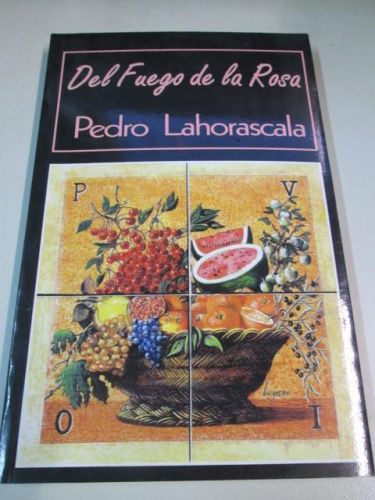 Del Fuego de la Rosa
Pedro Lahorascala
P V
O I